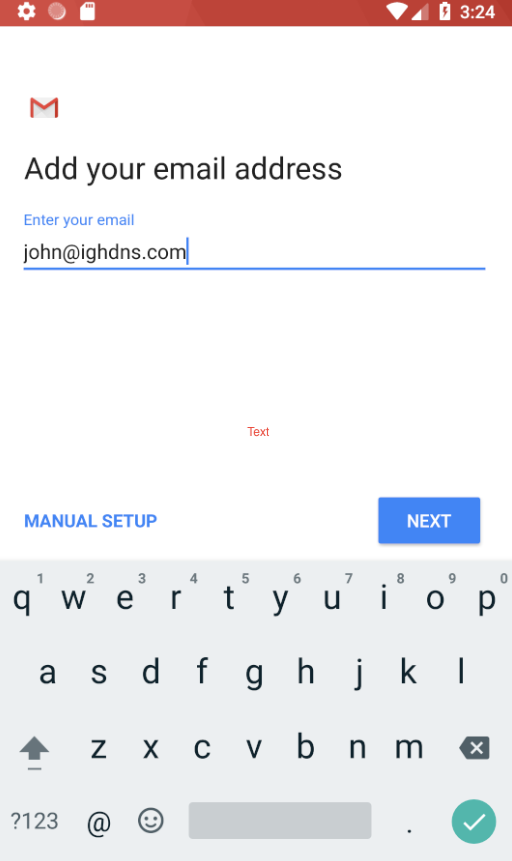 3:24
Add your email address
Enter your email
john@ighdns.com
Text
MANUAL SETUP
NEXT
1 2 3 4 5 6 7 8 9 0
q w e r t y u i o p
a s d f g h j k l
z x c v b n m
?123 @ .